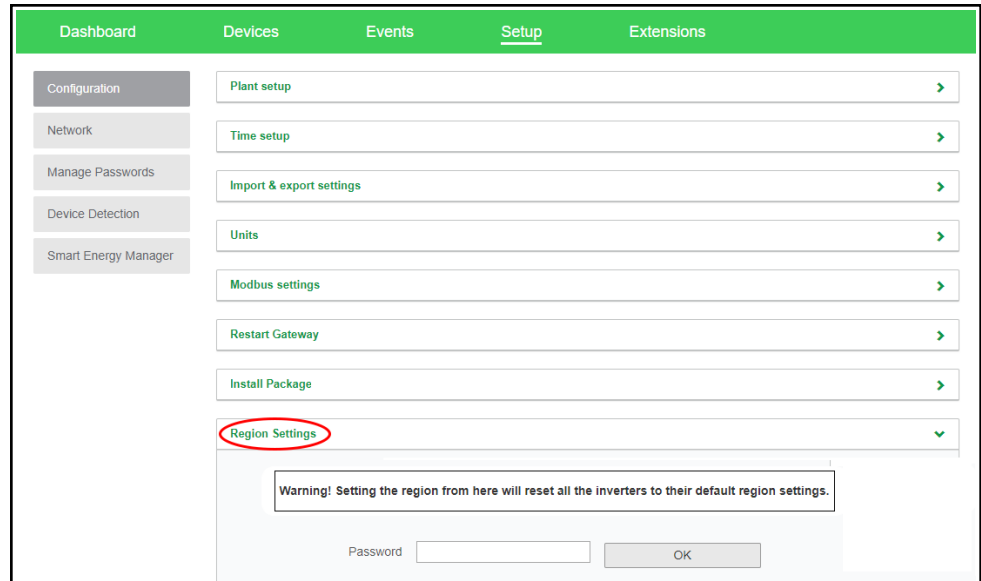 Dashboard Devices Events Setup Extensions
Configuration
Network
Manage Passwords
Device Detection
Smart Energy Manager
Plant setup
Time setup
Import & export settings
Units
Modbus settings
Restart Gateway
Install Package
Region Settings
Warning! Setting the region from here will reset all the inverters to their default region settings.
Password OK